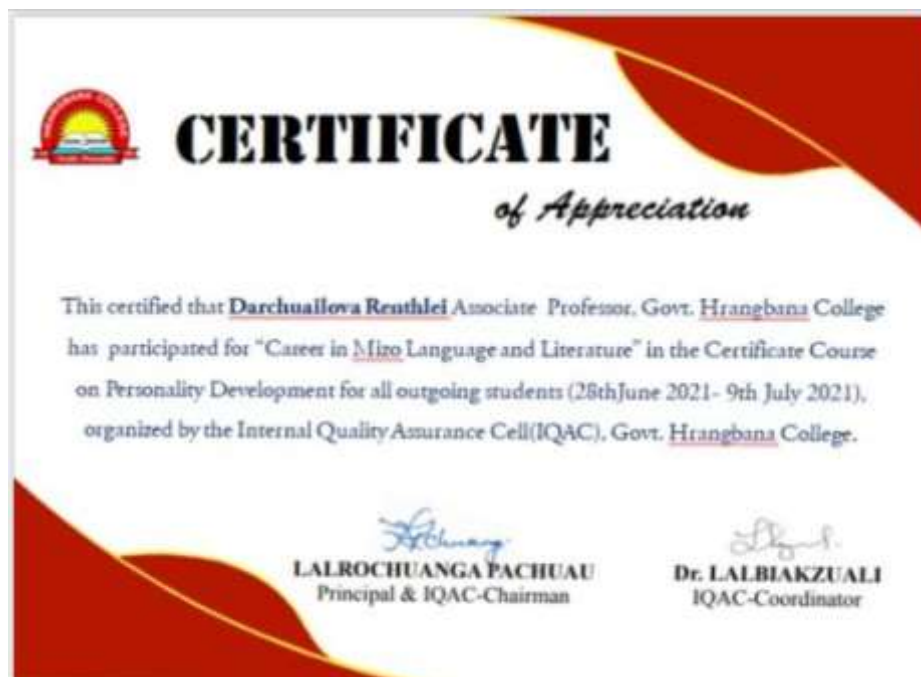 HRANGBANA COLLEGE
CERTIFICATE
of Appreciation
This certified that Darchuailova Renthlei Associate Professor, Govt. Hrangbana College
has participated for “Career in Mizo Language and Literature” in the Certificate Course
on Personality Development for all outgoing students (28thJune 2021- 9th July 2021),
organized by the Internal Quality Assurance Cell(IQAC), Govt. Hrangbana College.
LALROCHUANGA PACHUAU
Principal & IQAC-Chairman
Dr. LALBIAKZUALI
IQAC-Coordinator